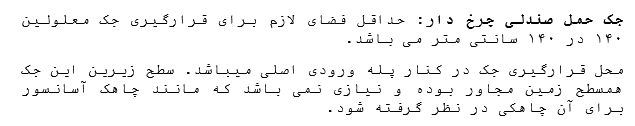 جک حمل صندلی چرخ دار: حداقل فضای لازم برای قرارگیری جک معلولین
۱۴۰ در ۱۴۰ سانتی متر می باشد.
محل قرارگیری جک در کنار پله ورودی اصلی میباشد. سطح زیرین این جک
همسطح زمین مجاور بوده و نیازی نمی باشد که مانند چاهک آسانسور
برای آن چاهکی در نظر گرفته شود.